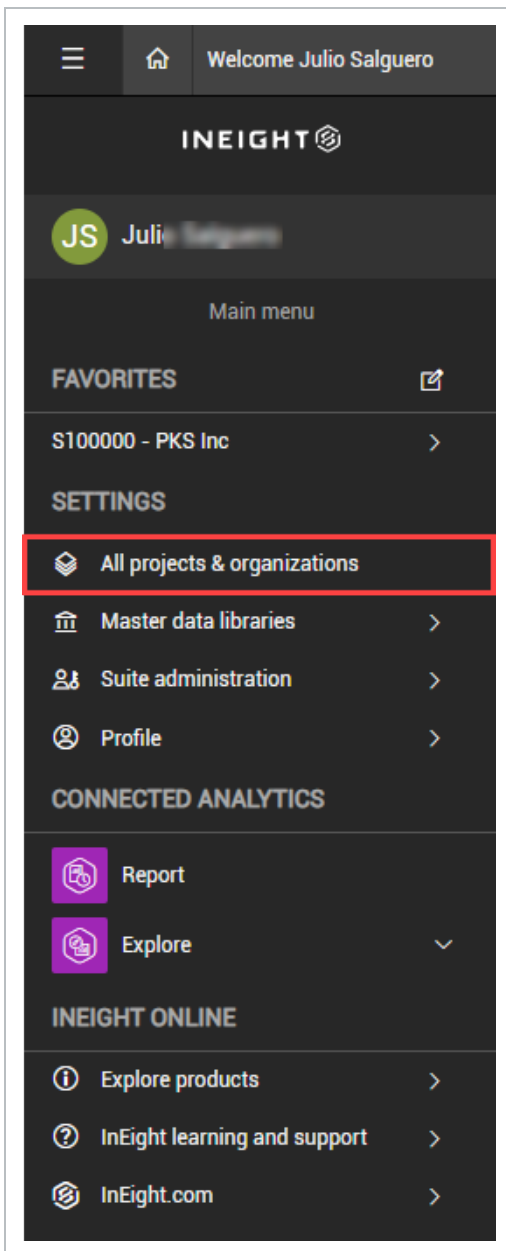 Welcome Julio Salguero
INEIGHT
JS Juli
Main menu
FAVORITES
S100000 - PKS Inc
SETTINGS
All projects & organizations
Master data libraries
Suite administration
Profile
CONNECTED ANALYTICS
Report
Explore
INEIGHT ONLINE
Explore products
InEight learning and support
InEight.com